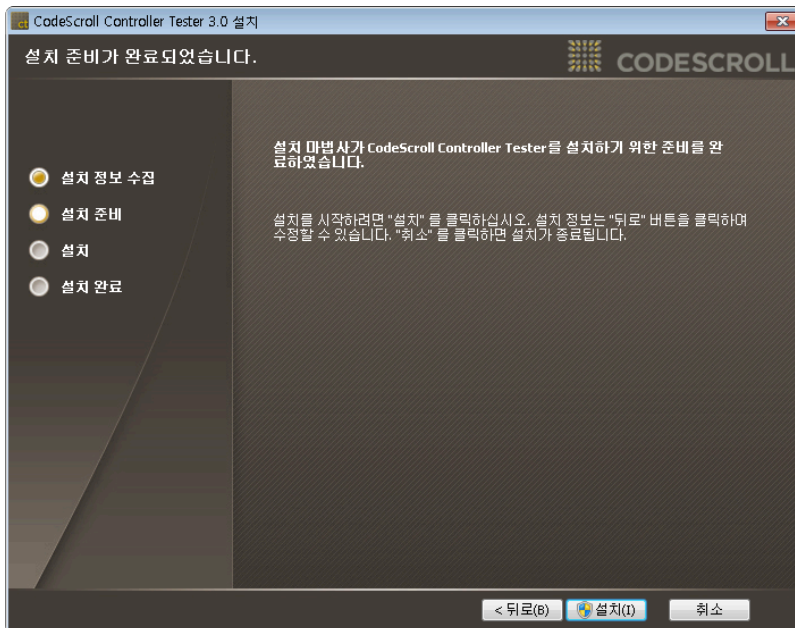 CodeScroll Controller Tester 3.0 설치
설치 준비가 완료되었습니다.
CODESCROLL
설치 정보 수집
설치 준비
설치
설치 완료
설치 마법사가 CodeScroll Controller Tester를 설치하기 위한 준비를 완
료하였습니다.
설치를 시작하려면 "설치" 를 클릭하십시오. 설치 정보는 "뒤로" 버튼을 클릭하여
수정할 수 있습니다. "취소" 를 클릭하면 설치가 종료됩니다.
< 뒤로(B)
설치(I)
취소